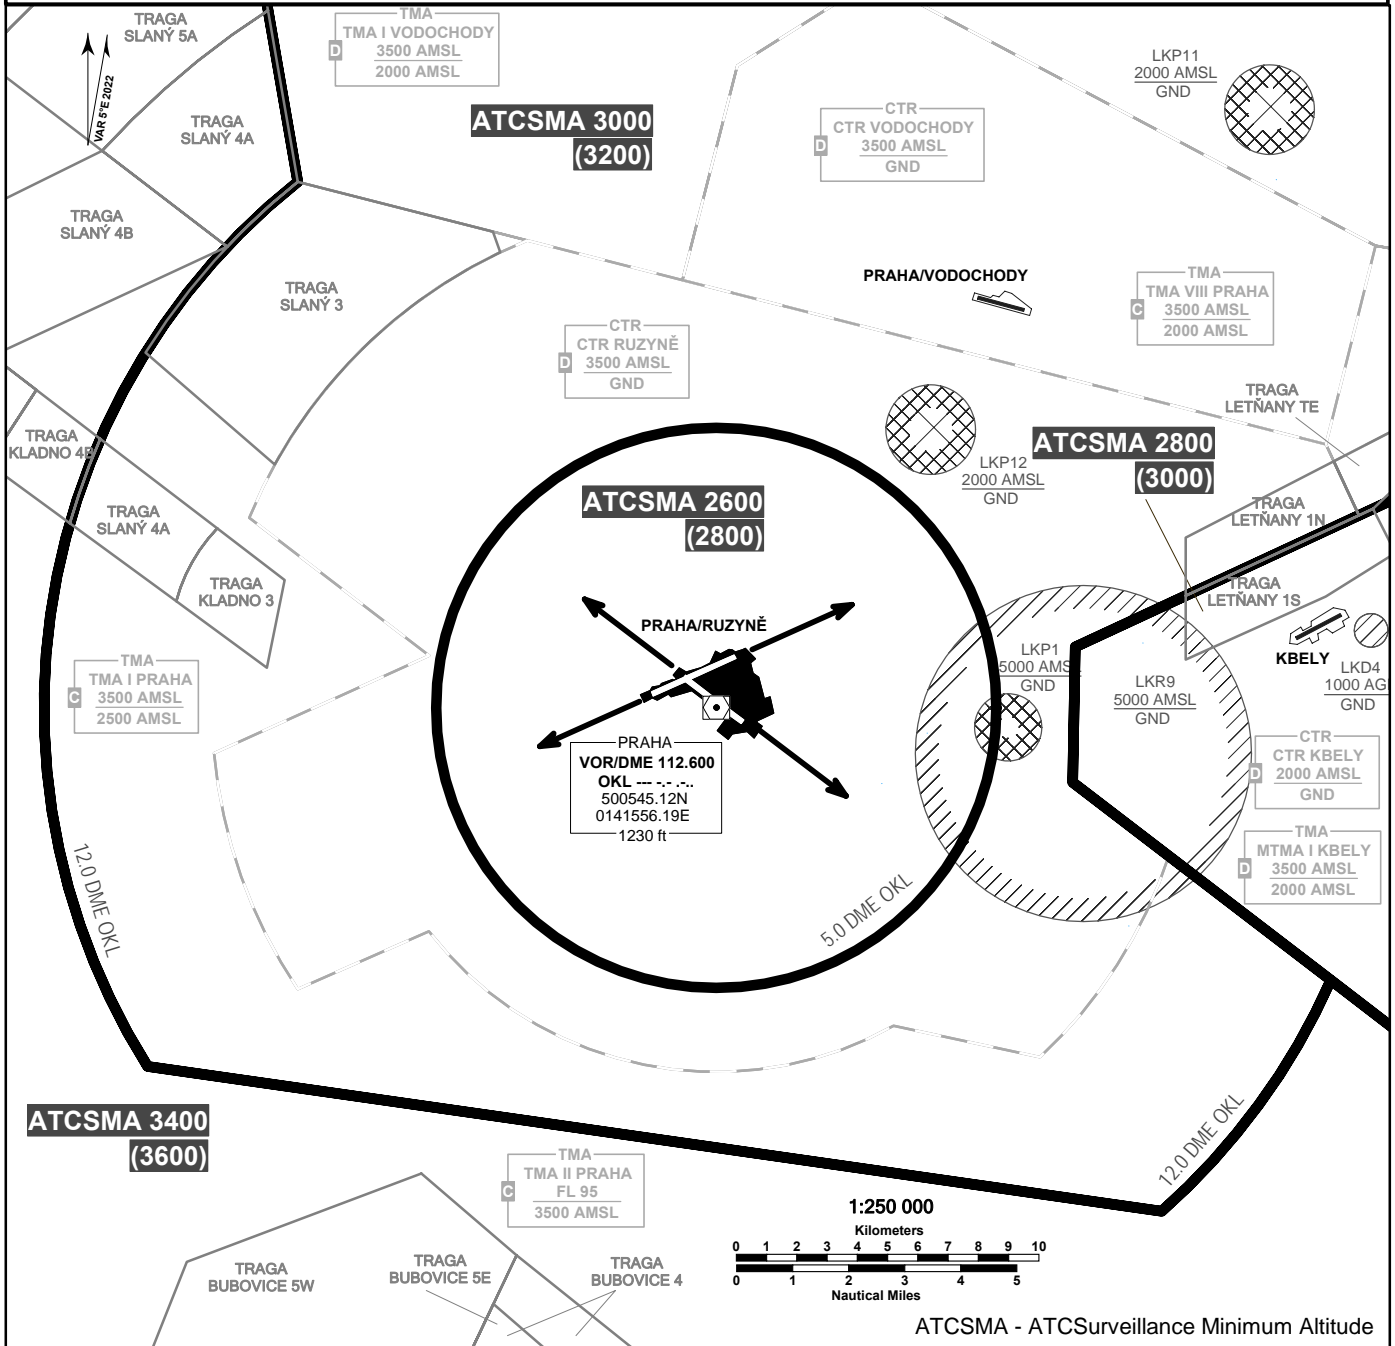 TRAGA
SLANÝ 5A
VAR 5°E 2022
TMA
TMA I VODOCHODY
D
3500 AMSL
2000 AMSL
TRAGA
SLANÝ 4A
ATCSMA 3000
(3200)
CTR
CTR VODOCHODY
D
3500 AMSL
GND
LKP11
2000 AMSL
GND
TRAGA
SLANÝ 4B
TRAGA
SLANÝ 3
PRAHA/VODOCHODY
TMA
TMA VIII PRAHA
C
3500 AMSL
2000 AMSL
CTR
CTR RUZYNĚ
D
3500 AMSL
GND
TRAGA
LETŇANY TE
TRAGA
KLADNO 4B
ATCSMA 2800
(3000)
LKP12
2000 AMSL
GND
ATCSMA 2600
(2800)
TRAGA
SLANÝ 4A
TRAGA
LETŇANY 1N
TRAGA
KLADNO 3
TRAGA
LETŇANY 1S
PRAHA/RUZYNĚ
KBELY
LKP1
5000 AMS
GND
LKR9
5000 AMSL
GND
LKD4
1000 AG
GND
TMA
TMA I PRAHA
C
3500 AMSL
2500 AMSL
PRAHA
VOR/DME 112.600
OKL --- -.- .-..
500545.12N
0141556.19E
1230 ft
CTR
CTR KBELY
D
2000 AMSL
GND
TMA
MTMA I KBELY
D
3500 AMSL
2000 AMSL
12.0 DME OKL
5.0 DME OKL
ATCSMA 3400
(3600)
12.0 DME OKL
TMA
TMA II PRAHA
C
FL 95
3500 AMSL
1:250 000
Kilometers
0 1 2 3 4 5 6 7 8 9 10
0 1 2 3 4 5
Nautical Miles
TRAGA
BUBOVICE 5W
TRAGA
BUBOVICE 5E
TRAGA
BUBOVICE 4
ATCSMA - ATCSurveillance Minimum Altitude